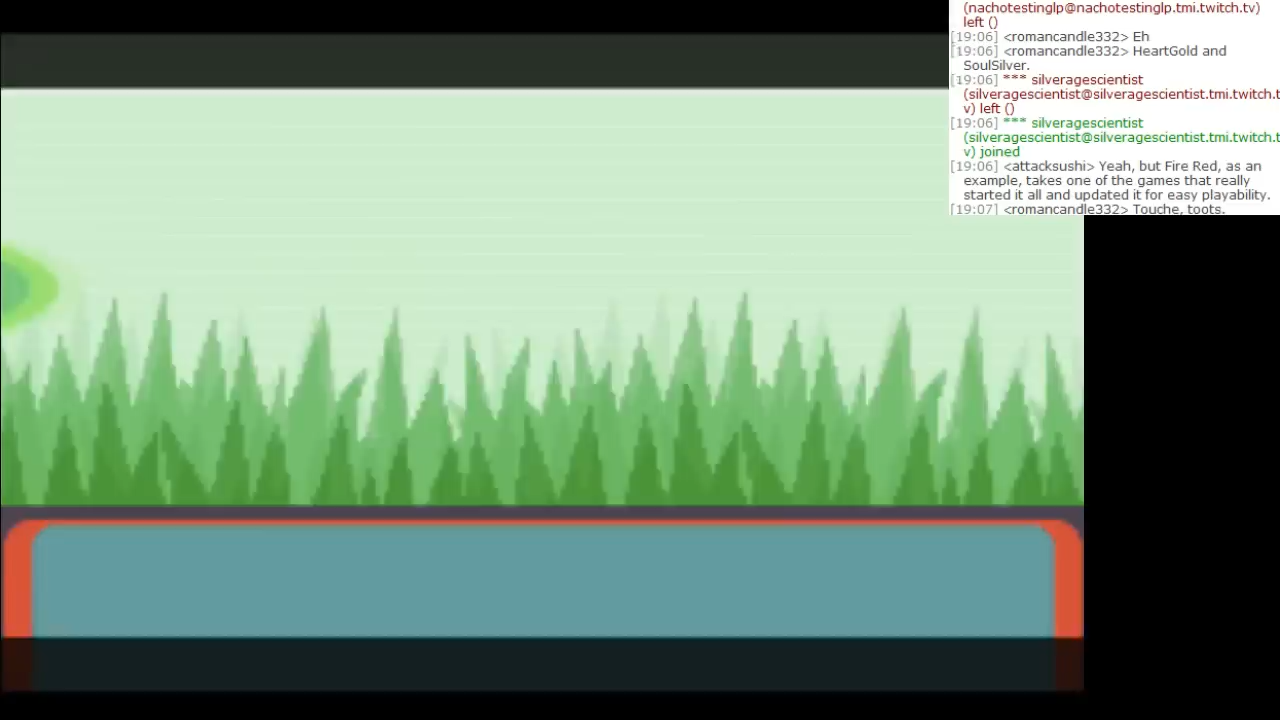 (nachotestinglp@nachotestinglp.tmi.twitch.tv)
left ()
[19:06] <romancandle332> Eh
[19:06] <romancandle332> HeartGold and
SoulSilver.
[19:06] *** silveragescientist
(silveragescientist@silveragescientist.tmi.twitch.t
v) left ()
[19:06] *** silveragescientist
(silveragescientist@silveragescientist.tmi.twitch.t
v) joined
[19:06] <attacksushi> Yeah, but Fire Red, as an
example, takes one of the games that really
started it all and updated it for easy playability.
[19:07] <romancandle332> Touche, toots.